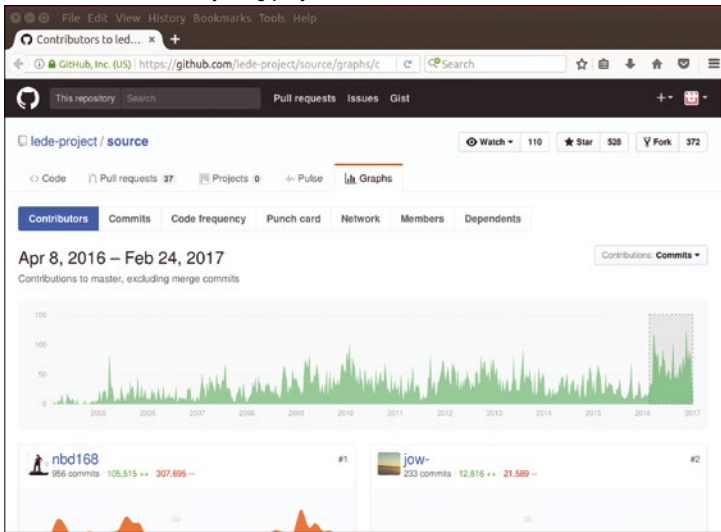 File Edit View History Bookmarks Tools Help
Contributors to led... × +
GitHub, Inc. (US) https://github.com/lede-project/source/graphs/c Search
This repository Search Pull requests Issues Gist
lede-project / source Watch 110 Star 528 Fork 372
Code Pull requests 37 Projects 0 Pulse Graphs
Contributors Commits Code frequency Punch card Network Members Dependents
Apr 8, 2016 – Feb 24, 2017 Contributions: Commits
Contributions to master, excluding merge commits
150
100
50
0
2005 2006 2007 2008 2009 2010 2011 2012 2013 2014 2015 2016 2017
nbd168 #1 jow- #2
956 commits 105,515 ++ 307,695 -- 233 commits 12,816 ++ 21,589 --